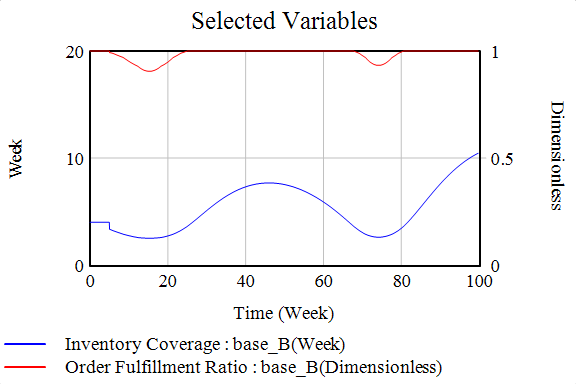 Selected Variables
20
1
10
0.5
0
0
Week
Dimensionless
0 20 40 60 80 100
Time (Week)
Inventory Coverage : base_B(Week)
Order Fulfillment Ratio : base_B(Dimensionless)